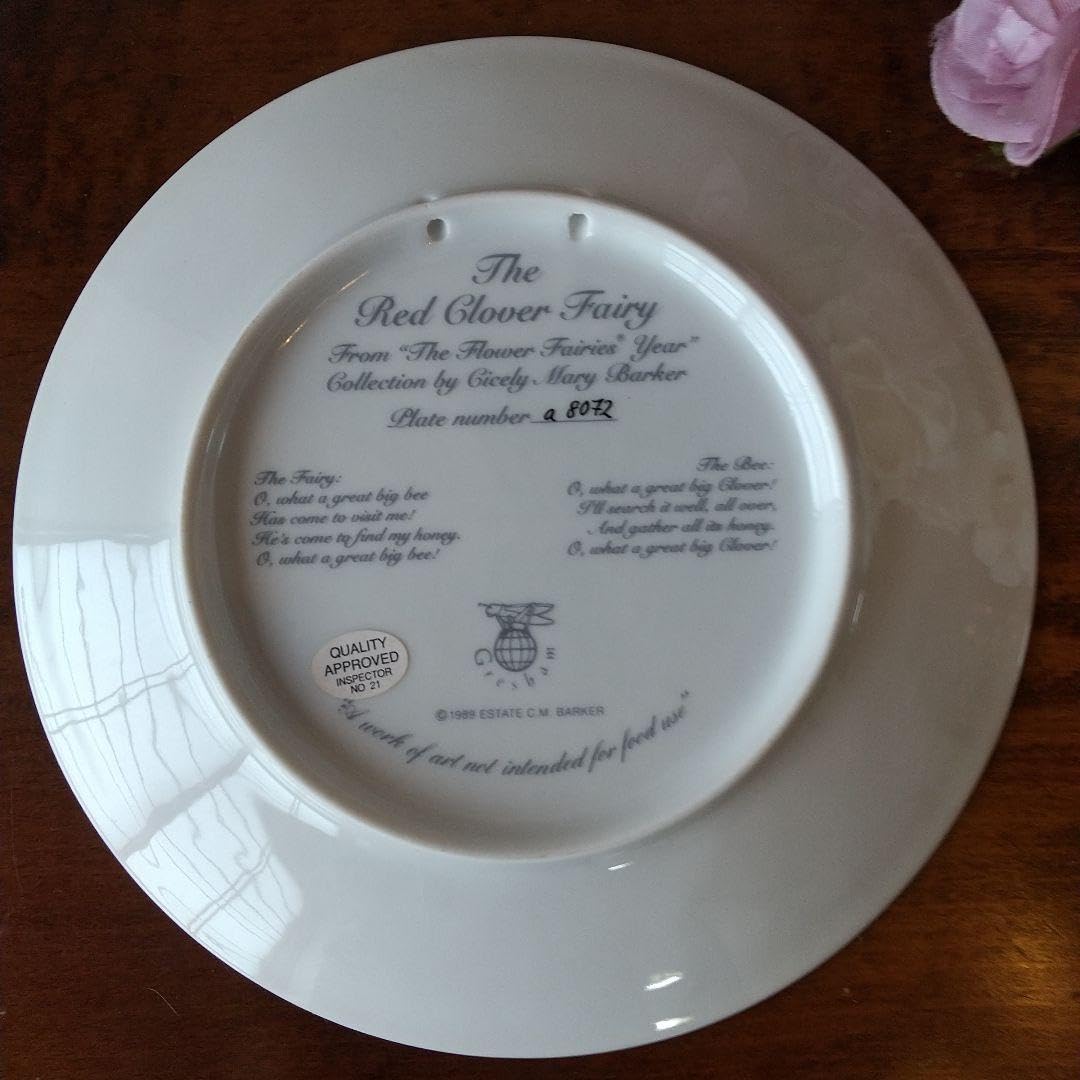 The
Red Clover Fairy
From "The Flower Fairies® Year"
Collection by Cicely Mary Barker
Plate number a 8072
The Fairy:
O, what a great big bee
Has come to visit me!
He's come to find my honey.
O, what a great big bee!
The Bee:
O, what a great big Clover!
I'll search it well, all over,
And gather all its honey.
O, what a great big Clover!
Gresham
QUALITY
APPROVED
INSPECTOR
NO 21
©1989 ESTATE C.M. BARKER
"A work of art not intended for food use"